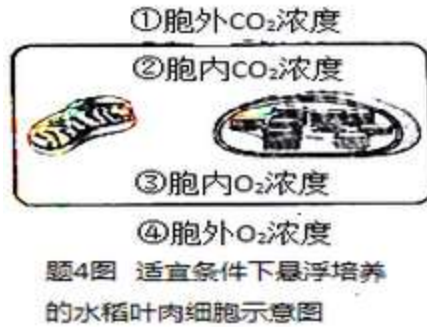 ①胞外CO₂浓度
②胞内CO₂浓度
③胞内O₂浓度
④胞外O₂浓度
题4图 适宜条件下悬浮培养
的水稻叶肉细胞示意图